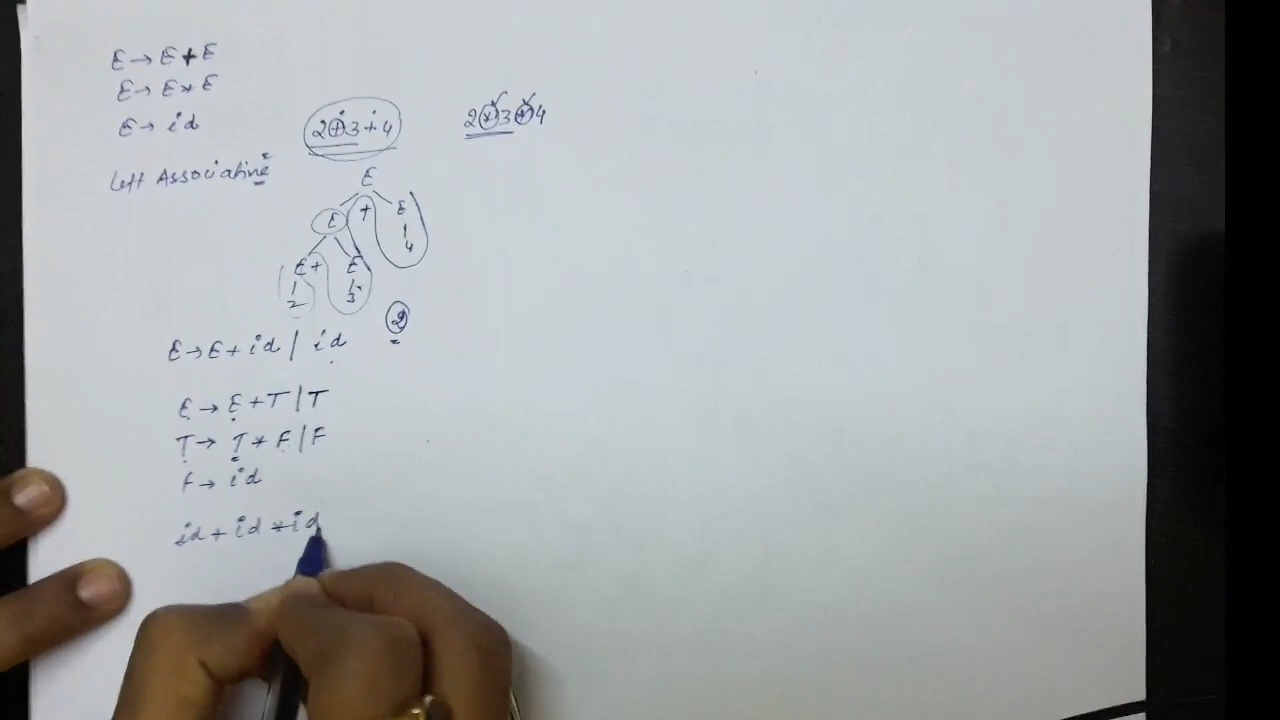 E → E + E
E → E * E
E → id
2+3+4
2*3*4
Left Associative
E
E + E
4
E + E
2 3
2
E → E + id / id
E → E + T / T
T → T * F / F
F → id
id + id * id